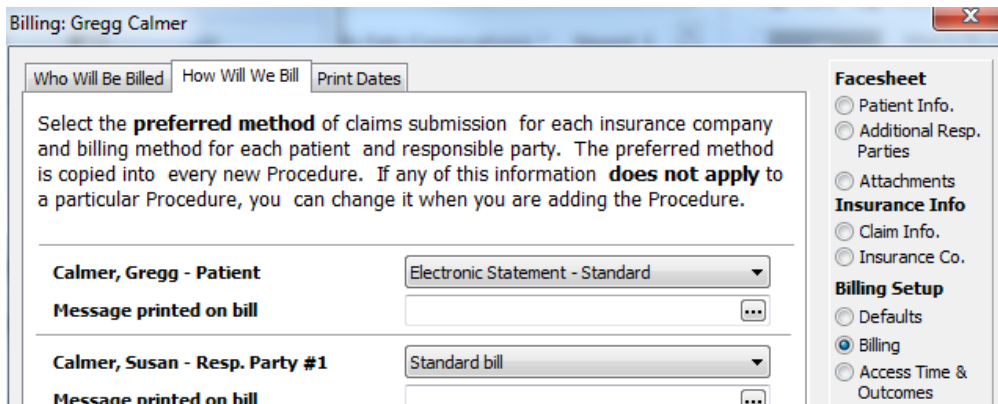 Billing: Gregg Calmer
Who Will Be Billed
How Will We Bill
Print Dates
Select the preferred method of claims submission for each insurance company
and billing method for each patient and responsible party. The preferred method
is copied into every new Procedure. If any of this information does not apply to
a particular Procedure, you can change it when you are adding the Procedure.
Calmer, Gregg - Patient
Electronic Statement - Standard
Message printed on bill
...
Calmer, Susan - Resp. Party #1
Standard bill
Message printed on bill
...
Facesheet
Patient Info.
Additional Resp.
Parties
Attachments
Insurance Info
Claim Info.
Insurance Co.
Billing Setup
Defaults
Billing
Access Time &
Outcomes